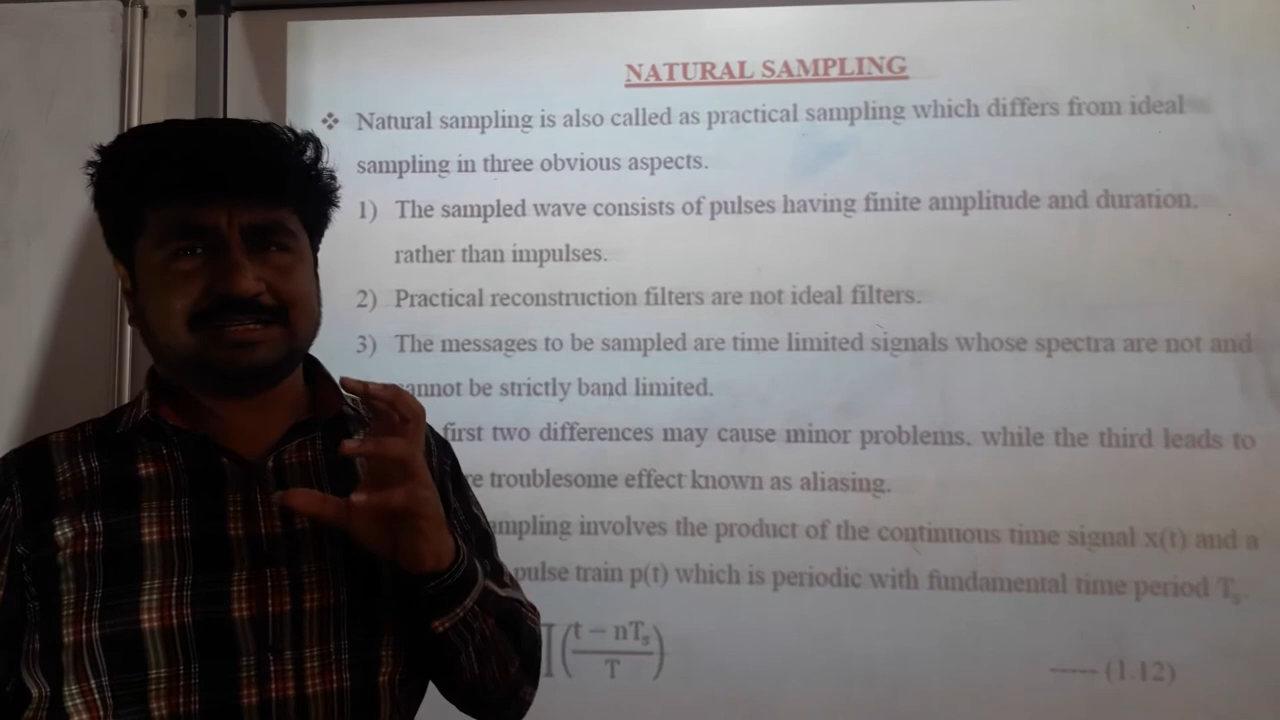 NATURAL SAMPLING
❖ Natural sampling is also called as practical sampling which differs from ideal
sampling in three obvious aspects.
1) The sampled wave consists of pulses having finite amplitude and duration,
rather than impulses.
2) Practical reconstruction filters are not ideal filters.
3) The messages to be sampled are time limited signals whose spectra are not and
annot be strictly band limited.
first two differences may cause minor problems, while the third leads to
re troublesome effect known as aliasing.
ampling involves the product of the continuous time signal x(t) and a
pulse train p(t) which is periodic with fundamental time period Tₛ.
∏((t − nTₛ)/T) ------ (1.12)